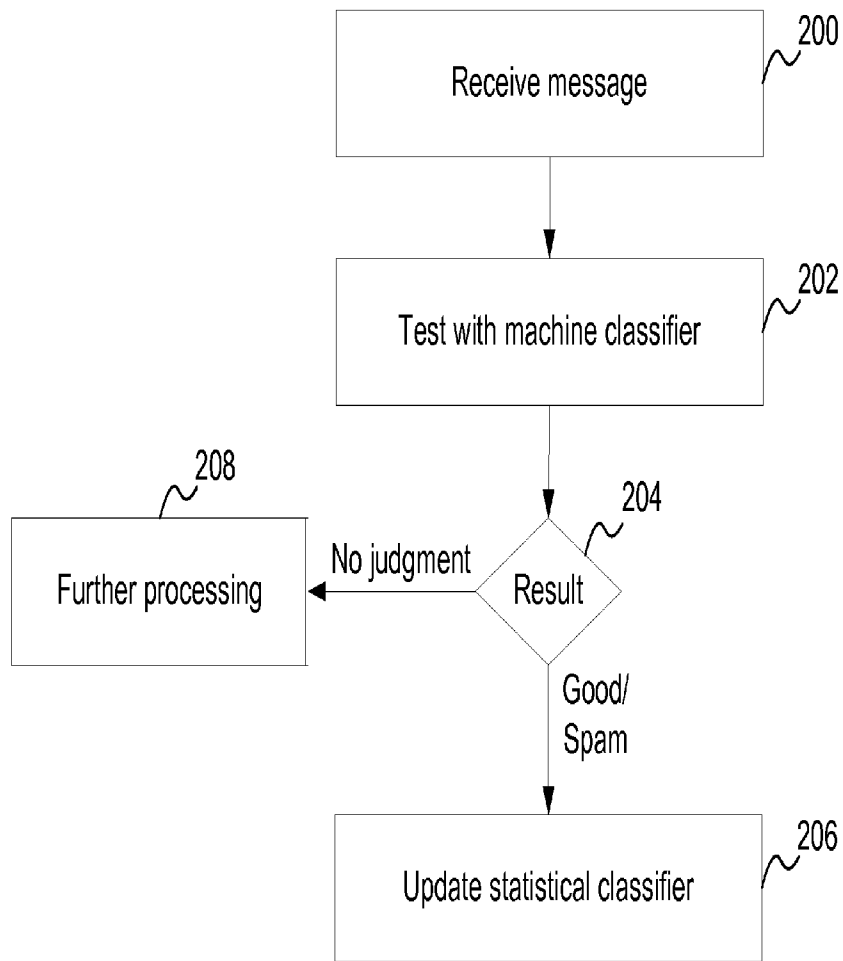 200
Receive message
202
Test with machine classifier
208
204
No judgment
Further processing
Result
Good/
Spam
206
Update statistical classifier